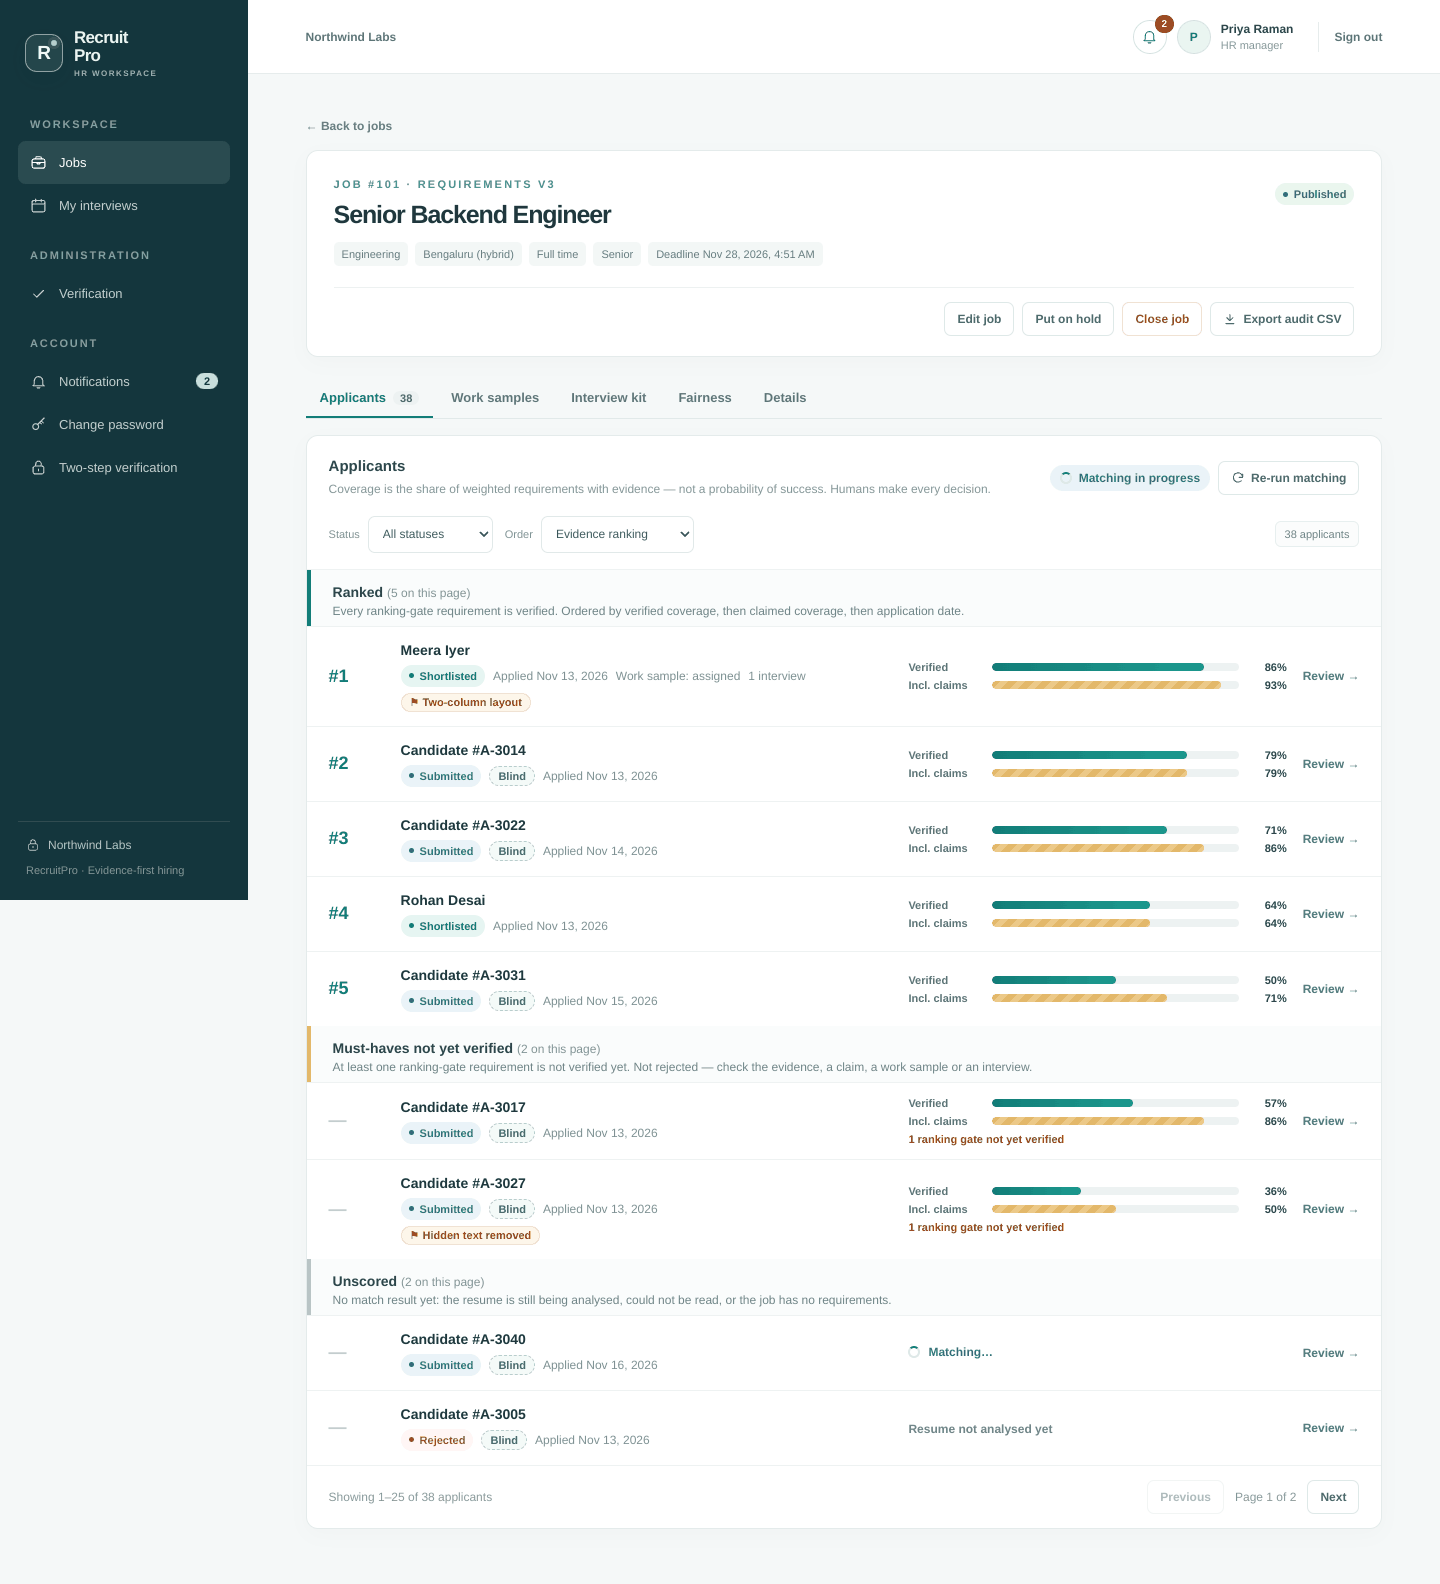 R
Recruit
Pro
HR WORKSPACE
WORKSPACE
Jobs
My interviews
ADMINISTRATION
Verification
ACCOUNT
Notifications 2
Change password
Two-step verification
Northwind Labs
RecruitPro · Evidence-first hiring
Northwind Labs
2
P
Priya Raman
HR manager
Sign out
← Back to jobs
JOB #101 · REQUIREMENTS V3
Senior Backend Engineer
Published
Engineering
Bengaluru (hybrid)
Full time
Senior
Deadline Nov 28, 2026, 4:51 AM
Edit job
Put on hold
Close job
Export audit CSV
Applicants 38
Work samples
Interview kit
Fairness
Details
Applicants
Coverage is the share of weighted requirements with evidence — not a probability of success. Humans make every decision.
Matching in progress
Re-run matching
Status All statuses
Order Evidence ranking
38 applicants
Ranked (5 on this page)
Every ranking-gate requirement is verified. Ordered by verified coverage, then claimed coverage, then application date.
#1
Meera Iyer
Shortlisted Applied Nov 13, 2026 Work sample: assigned 1 interview
⚑ Two-column layout
Verified 86%
Incl. claims 93%
Review →
#2
Candidate #A-3014
Submitted Blind Applied Nov 13, 2026
Verified 79%
Incl. claims 79%
Review →
#3
Candidate #A-3022
Submitted Blind Applied Nov 14, 2026
Verified 71%
Incl. claims 86%
Review →
#4
Rohan Desai
Shortlisted Applied Nov 13, 2026
Verified 64%
Incl. claims 64%
Review →
#5
Candidate #A-3031
Submitted Blind Applied Nov 15, 2026
Verified 50%
Incl. claims 71%
Review →
Must-haves not yet verified (2 on this page)
At least one ranking-gate requirement is not verified yet. Not rejected — check the evidence, a claim, a work sample or an interview.
—
Candidate #A-3017
Submitted Blind Applied Nov 13, 2026
Verified 57%
Incl. claims 86%
1 ranking gate not yet verified
Review →
—
Candidate #A-3027
Submitted Blind Applied Nov 13, 2026
⚑ Hidden text removed
Verified 36%
Incl. claims 50%
1 ranking gate not yet verified
Review →
Unscored (2 on this page)
No match result yet: the resume is still being analysed, could not be read, or the job has no requirements.
—
Candidate #A-3040
Submitted Blind Applied Nov 16, 2026
Matching…
Review →
—
Candidate #A-3005
Rejected Blind Applied Nov 13, 2026
Resume not analysed yet
Review →
Showing 1–25 of 38 applicants
Previous
Page 1 of 2
Next